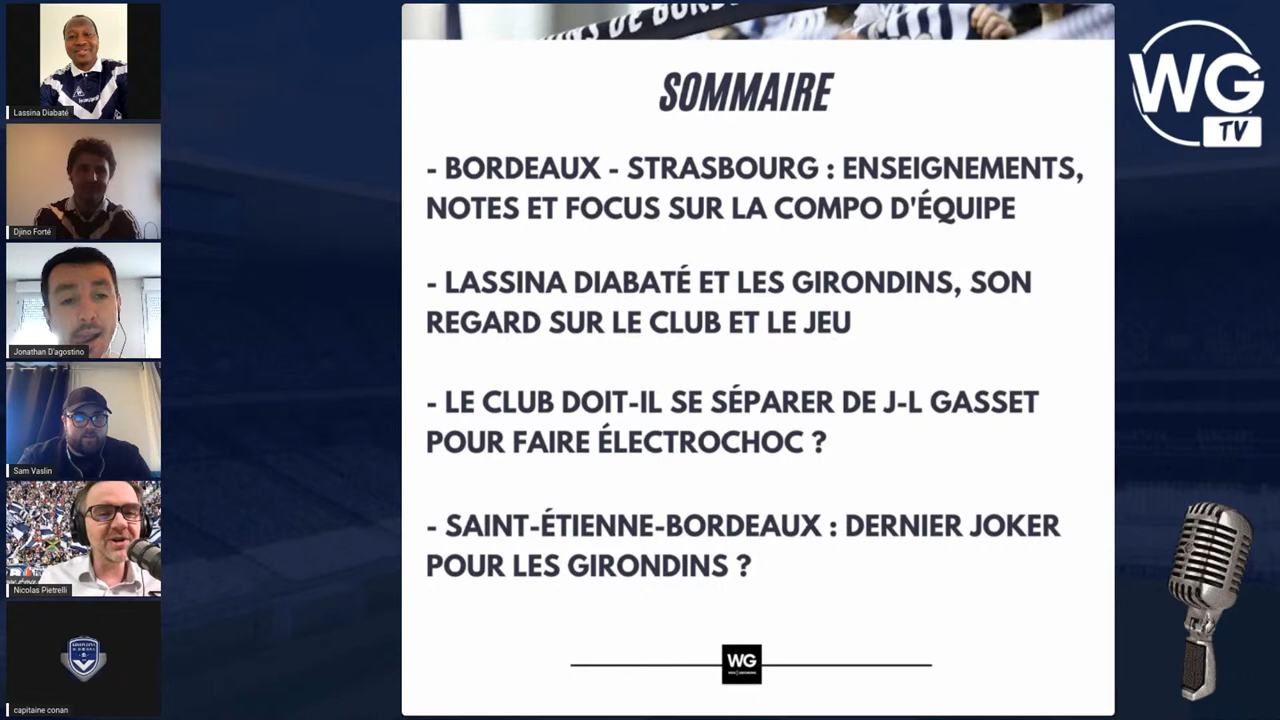 INS DE BORD
Lassina Diabaté
Djino Forté
Jonathan D'agostino
Sam Vaslin
Nicolas Pietrelli
capitaine conan
SOMMAIRE
- BORDEAUX - STRASBOURG : ENSEIGNEMENTS,
NOTES ET FOCUS SUR LA COMPO D'ÉQUIPE
- LASSINA DIABATÉ ET LES GIRONDINS, SON
REGARD SUR LE CLUB ET LE JEU
- LE CLUB DOIT-IL SE SÉPARER DE J-L GASSET
POUR FAIRE ÉLECTROCHOC ?
- SAINT-ÉTIENNE-BORDEAUX : DERNIER JOKER
POUR LES GIRONDINS ?
WG
WG
TV